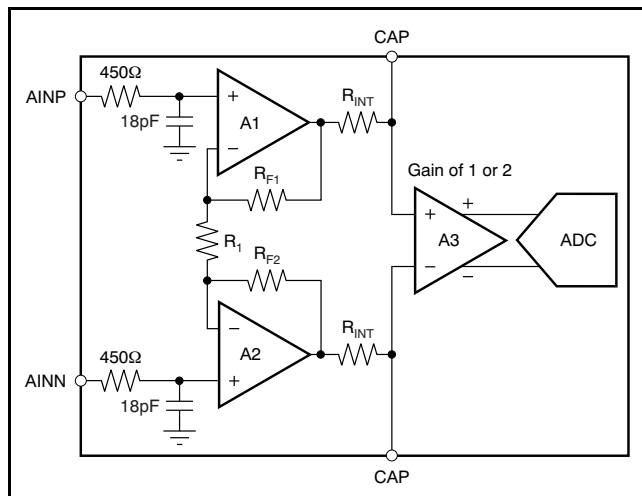 CAP
450Ω
AINP
18pF
+
A1
−
R_INT
R_F1
Gain of 1 or 2
+
+
A3
ADC
−
−
R_1
R_F2
−
A2
+
R_INT
450Ω
AINN
18pF
CAP